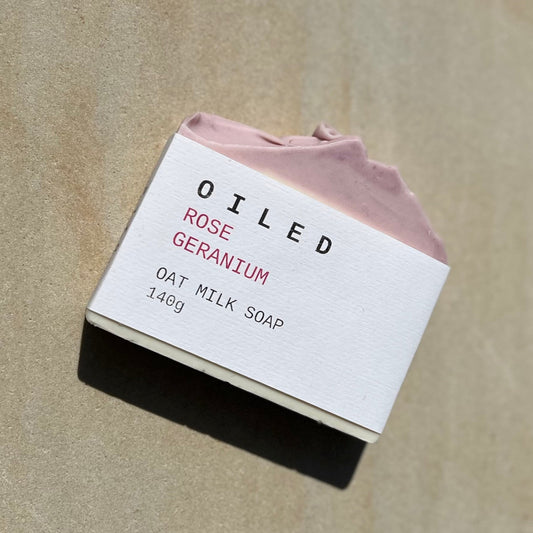 OILED
ROSE
GERANIUM
OAT MILK SOAP
140g